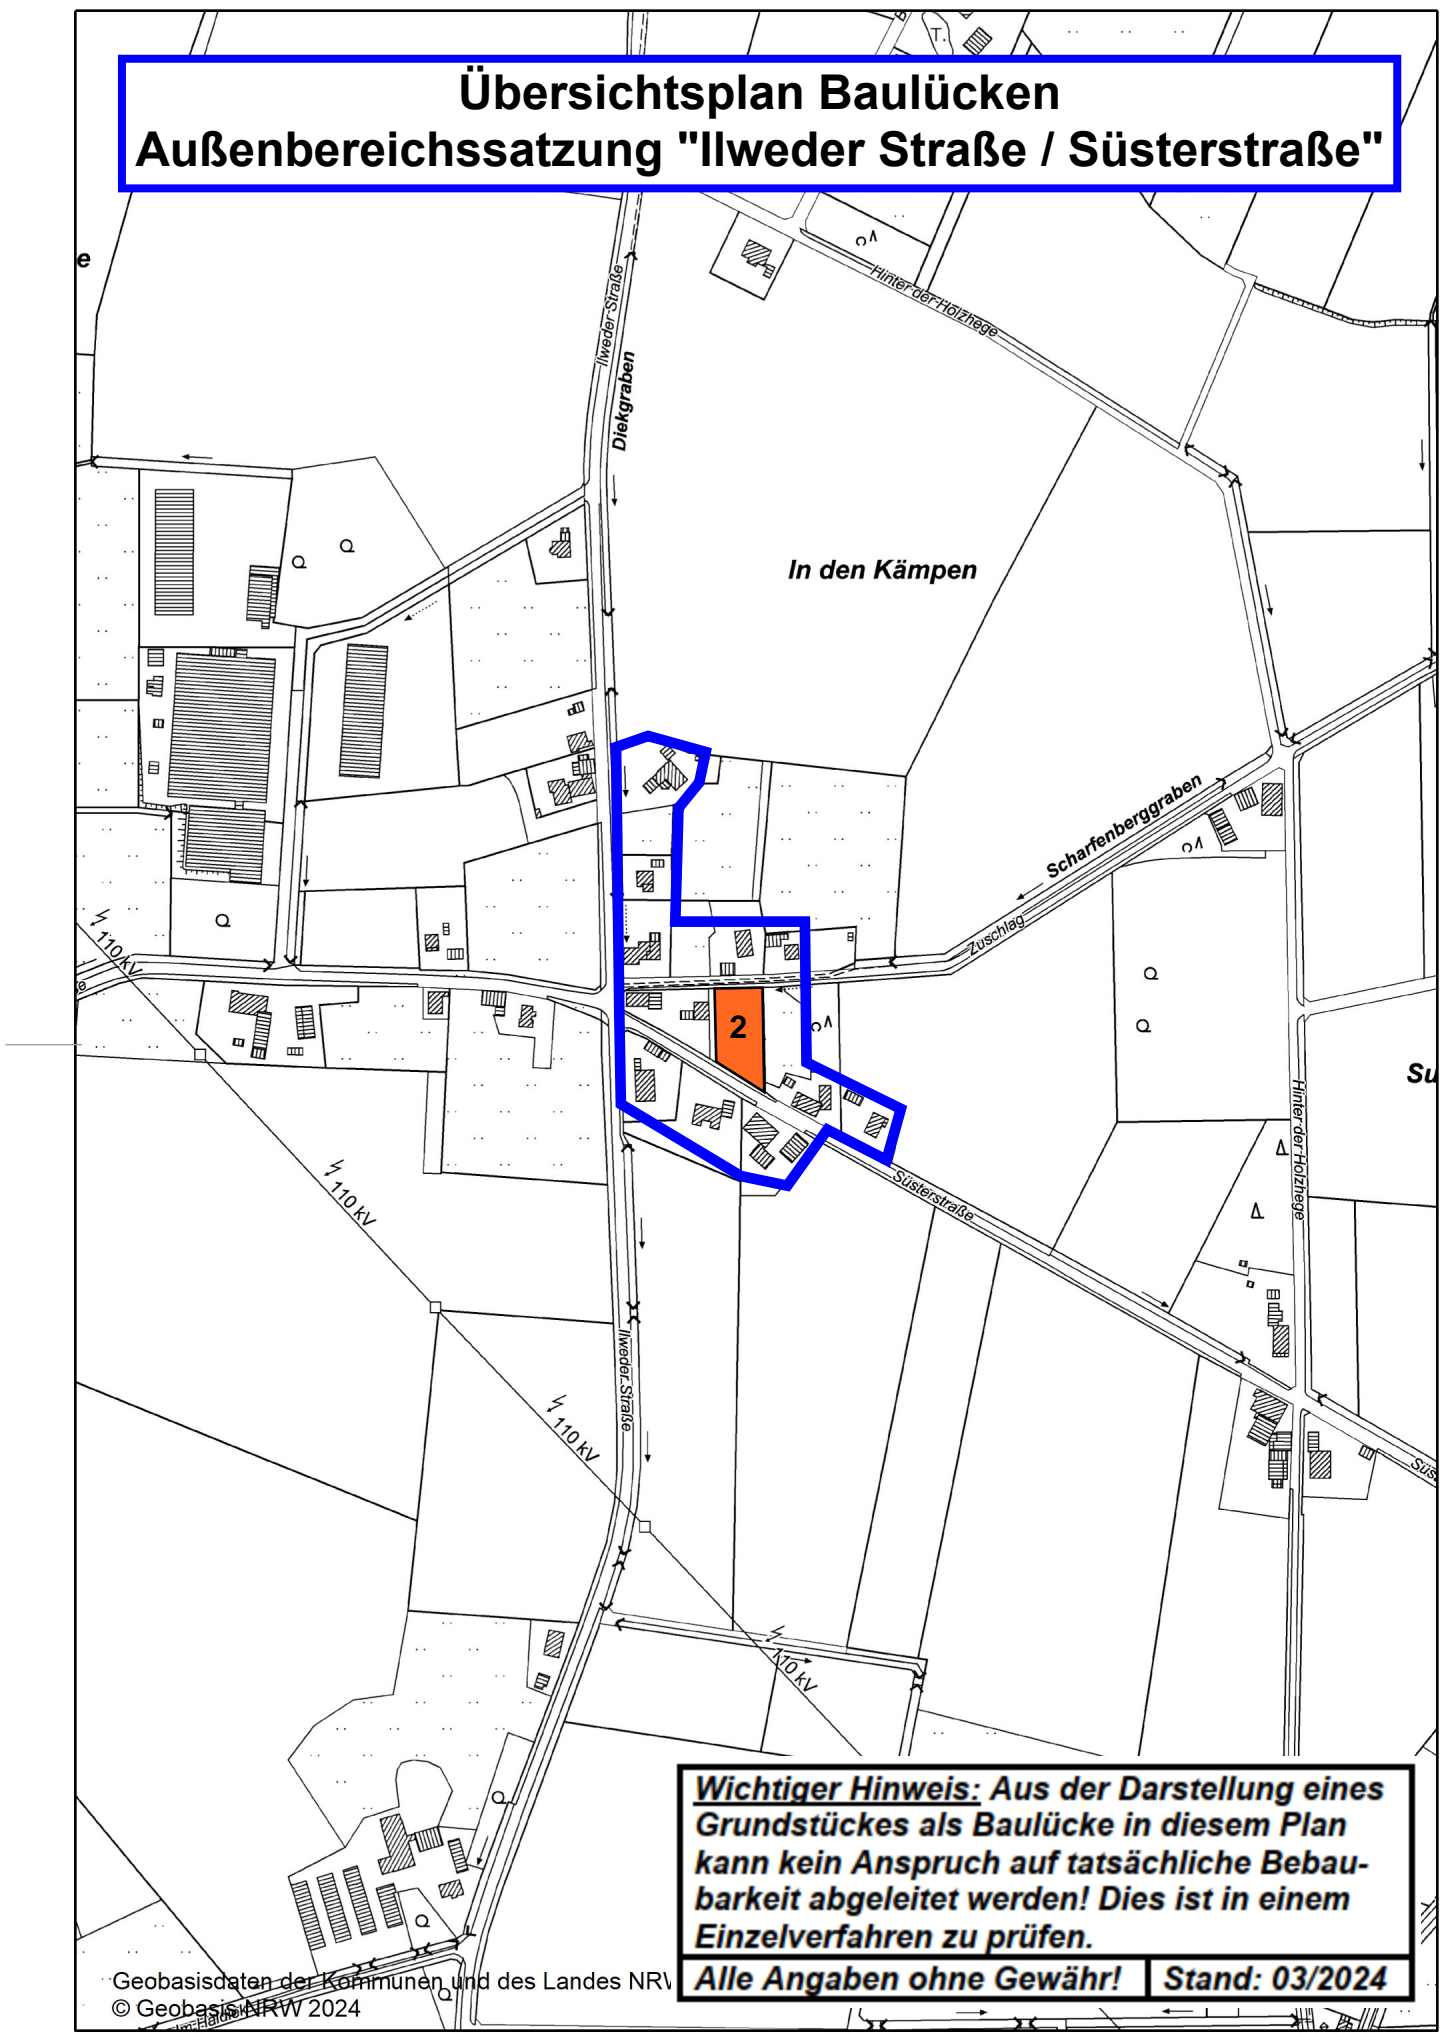 Übersichtsplan Baulücken
Außenbereichssatzung "Ilweder Straße / Süsterstraße"
T.
e
Ilweder Straße
Diekgraben
Hinter-der-Holzhege
In den Kämpen
Scharfenberggraben
Zuschlag
110 kV
2
Su
Hinter-der-Holzhege
110 kV
Süsterstraße
Ilweder Straße
110 kV
Süs
110 kV
Wichtiger Hinweis: Aus der Darstellung eines
Grundstückes als Baulücke in diesem Plan
kann kein Anspruch auf tatsächliche Bebau-
barkeit abgeleitet werden! Dies ist in einem
Einzelverfahren zu prüfen.
Alle Angaben ohne Gewähr!
Stand: 03/2024
Geobasisdaten der Kommunen und des Landes NRW
© Geobasis NRW 2024